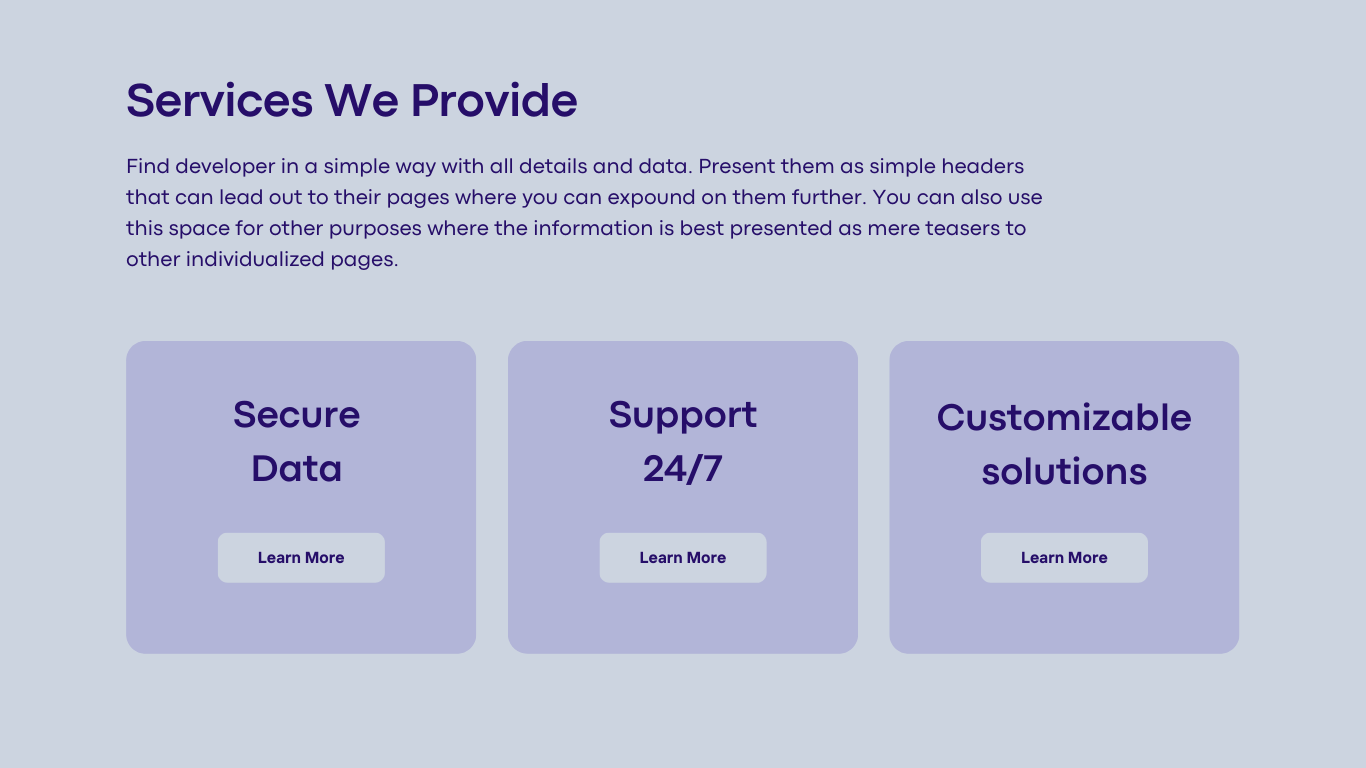 Services We Provide
Find developer in a simple way with all details and data. Present them as simple headers
that can lead out to their pages where you can expound on them further. You can also use
this space for other purposes where the information is best presented as mere teasers to
other individualized pages.
Secure
Data
Learn More
Support
24/7
Learn More
Customizable
solutions
Learn More